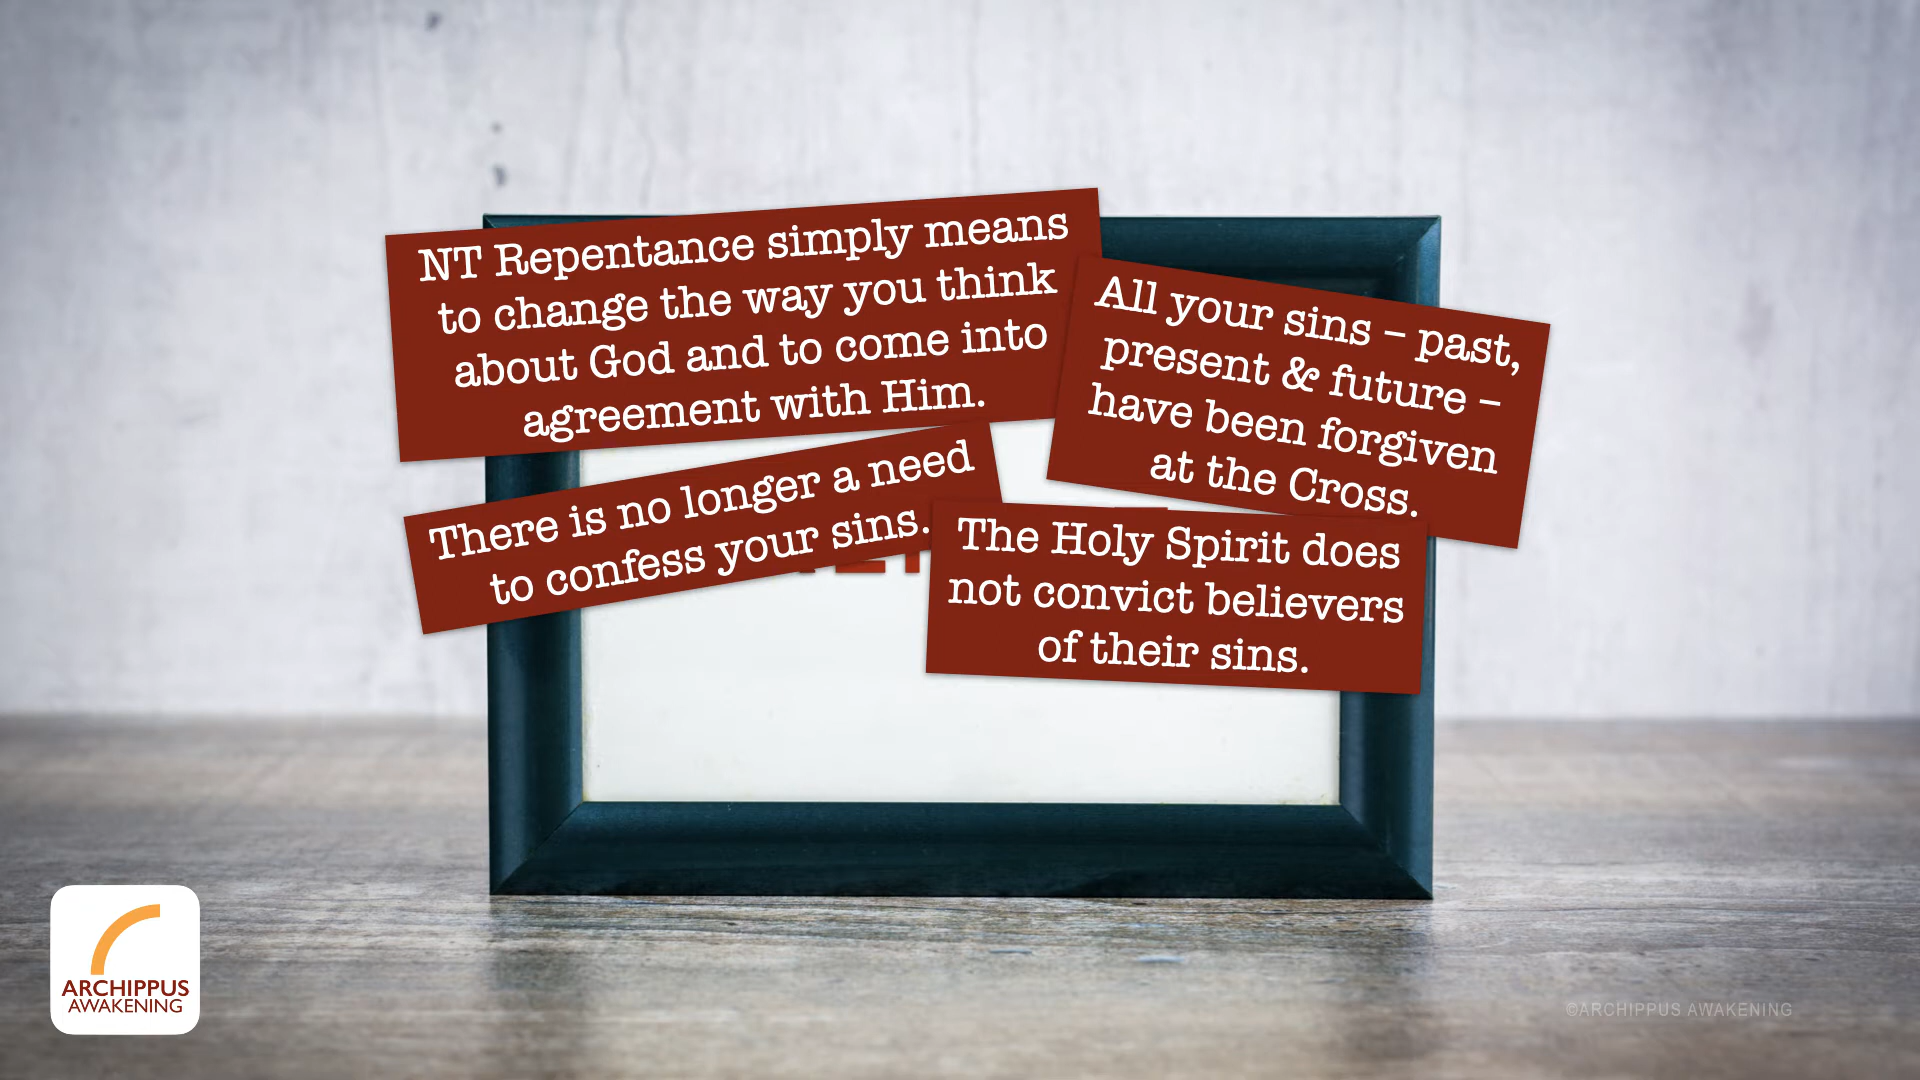 NT Repentance simply means
to change the way you think
about God and to come into
agreement with Him.
All your sins – past,
present & future –
have been forgiven
at the Cross.
There is no longer a need
to confess your sins.
The Holy Spirit does
not convict believers
of their sins.
ARCHIPPUS
AWAKENING
©ARCHIPPUS AWAKENING